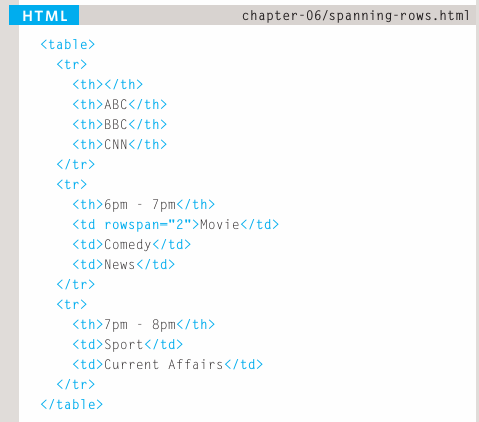 HTML chapter-06/spanning-rows.html
<table>
  <tr>
    <th></th>
    <th>ABC</th>
    <th>BBC</th>
    <th>CNN</th>
  </tr>
  <tr>
    <th>6pm - 7pm</th>
    <td rowspan="2">Movie</td>
    <td>Comedy</td>
    <td>News</td>
  </tr>
  <tr>
    <th>7pm - 8pm</th>
    <td>Sport</td>
    <td>Current Affairs</td>
  </tr>
</table>